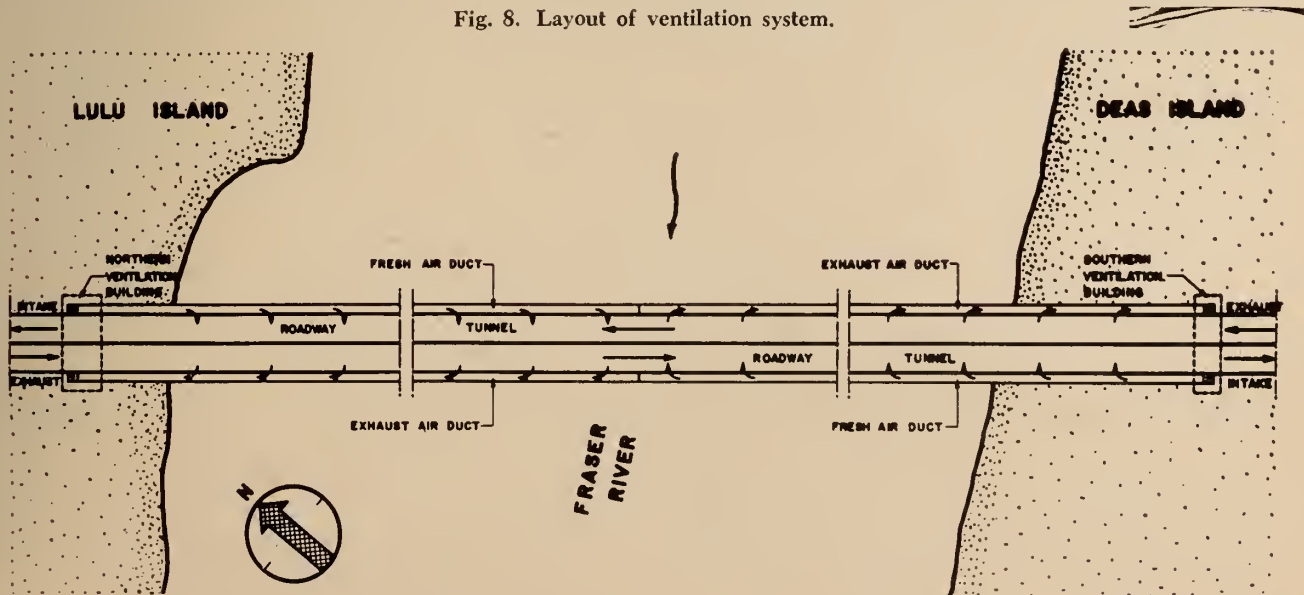 Fig. 8. Layout of ventilation system.
LULU ISLAND
DEAS ISLAND
NORTHERN
VENTILATION
BUILDING
FRESH AIR DUCT
EXHAUST AIR DUCT
SOUTHERN
VENTILATION
BUILDING
INTAKE
EXHAUST
ROADWAY
TUNNEL
ROADWAY
TUNNEL
EXHAUST
INTAKE
EXHAUST AIR DUCT
FRESH AIR DUCT
FRASER
RIVER
N